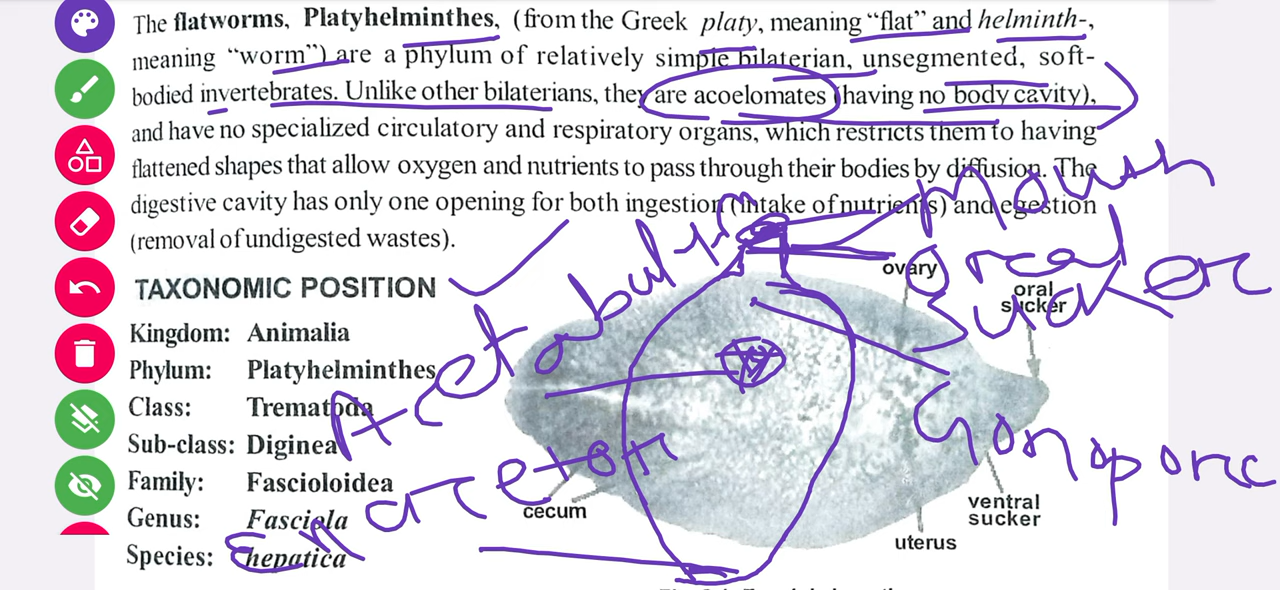 The flatworms, Platyhelminthes, (from the Greek platy, meaning “flat” and helminth-,
meaning “worm”) are a phylum of relatively simple bilaterian, unsegmented, soft-
bodied invertebrates. Unlike other bilaterians, they are acoelomates (having no body cavity),
and have no specialized circulatory and respiratory organs, which restricts them to having
flattened shapes that allow oxygen and nutrients to pass through their bodies by diffusion. The
digestive cavity has only one opening for both ingestion (intake of nutrients) and egestion
(removal of undigested wastes).
Mouth
Acetabulum
Oral
Sucker
TAXONOMIC POSITION
ovary
oral
sucker
Kingdom: Animalia
Phylum: Platyhelminthes
Class: Trematoda
Sub-class: Diginea
Family: Fascioloidea
Genus: Fasciola
Species: hepatica
Gonopore
cecum
ventral
sucker
uterus